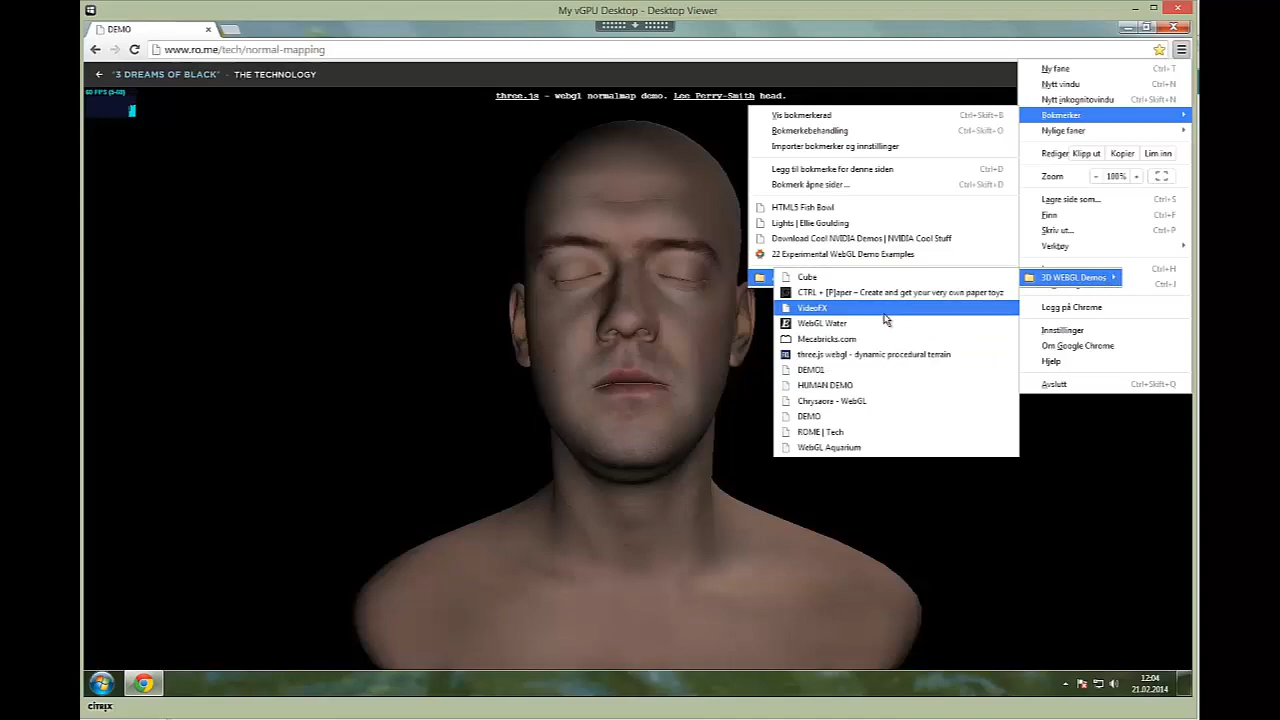 My vGPU Desktop - Desktop Viewer
DEMO
www.ro.me/tech/normal-mapping
"3 DREAMS OF BLACK" · THE TECHNOLOGY
three.js - webgl normalmap demo. Lee Perry-Smith head.
Ny fane Ctrl+T
Nytt vindu Ctrl+N
Nytt inkognitovindu Ctrl+Skift+N
Bokmerker
Nylige faner
Rediger Klipp ut Kopier Lim inn
Zoom - 100% +
Lagre side som... Ctrl+S
Finn Ctrl+F
Skriv ut... Ctrl+P
Verktøy
Ctrl+H
3D WEBGL Demos
Ctrl+J
Logg på Chrome
Innstillinger
Om Google Chrome
Hjelp
Avslutt Ctrl+Skift+Q
Vis bokmerkerad Ctrl+Skift+B
Bokmerkebehandling Ctrl+Skift+O
Importer bokmerker og innstillinger
Legg til bokmerke for denne siden Ctrl+D
Bokmerk åpne sider ... Ctrl+Skift+D
HTML5 Fish Bowl
Lights | Ellie Goulding
Download Cool NVIDIA Demos | NVIDIA Cool Stuff
22 Experimental WebGL Demo Examples
Cube
CTRL + [P]aper – Create and get your very own paper toyz
VideoFX
WebGL Water
Mecabricks.com
three.js webgl - dynamic procedural terrain
DEMO1
HUMAN DEMO
Chrysaora - WebGL
DEMO
ROME | Tech
WebGL Aquarium
12:04
21.02.2014
CITRIX